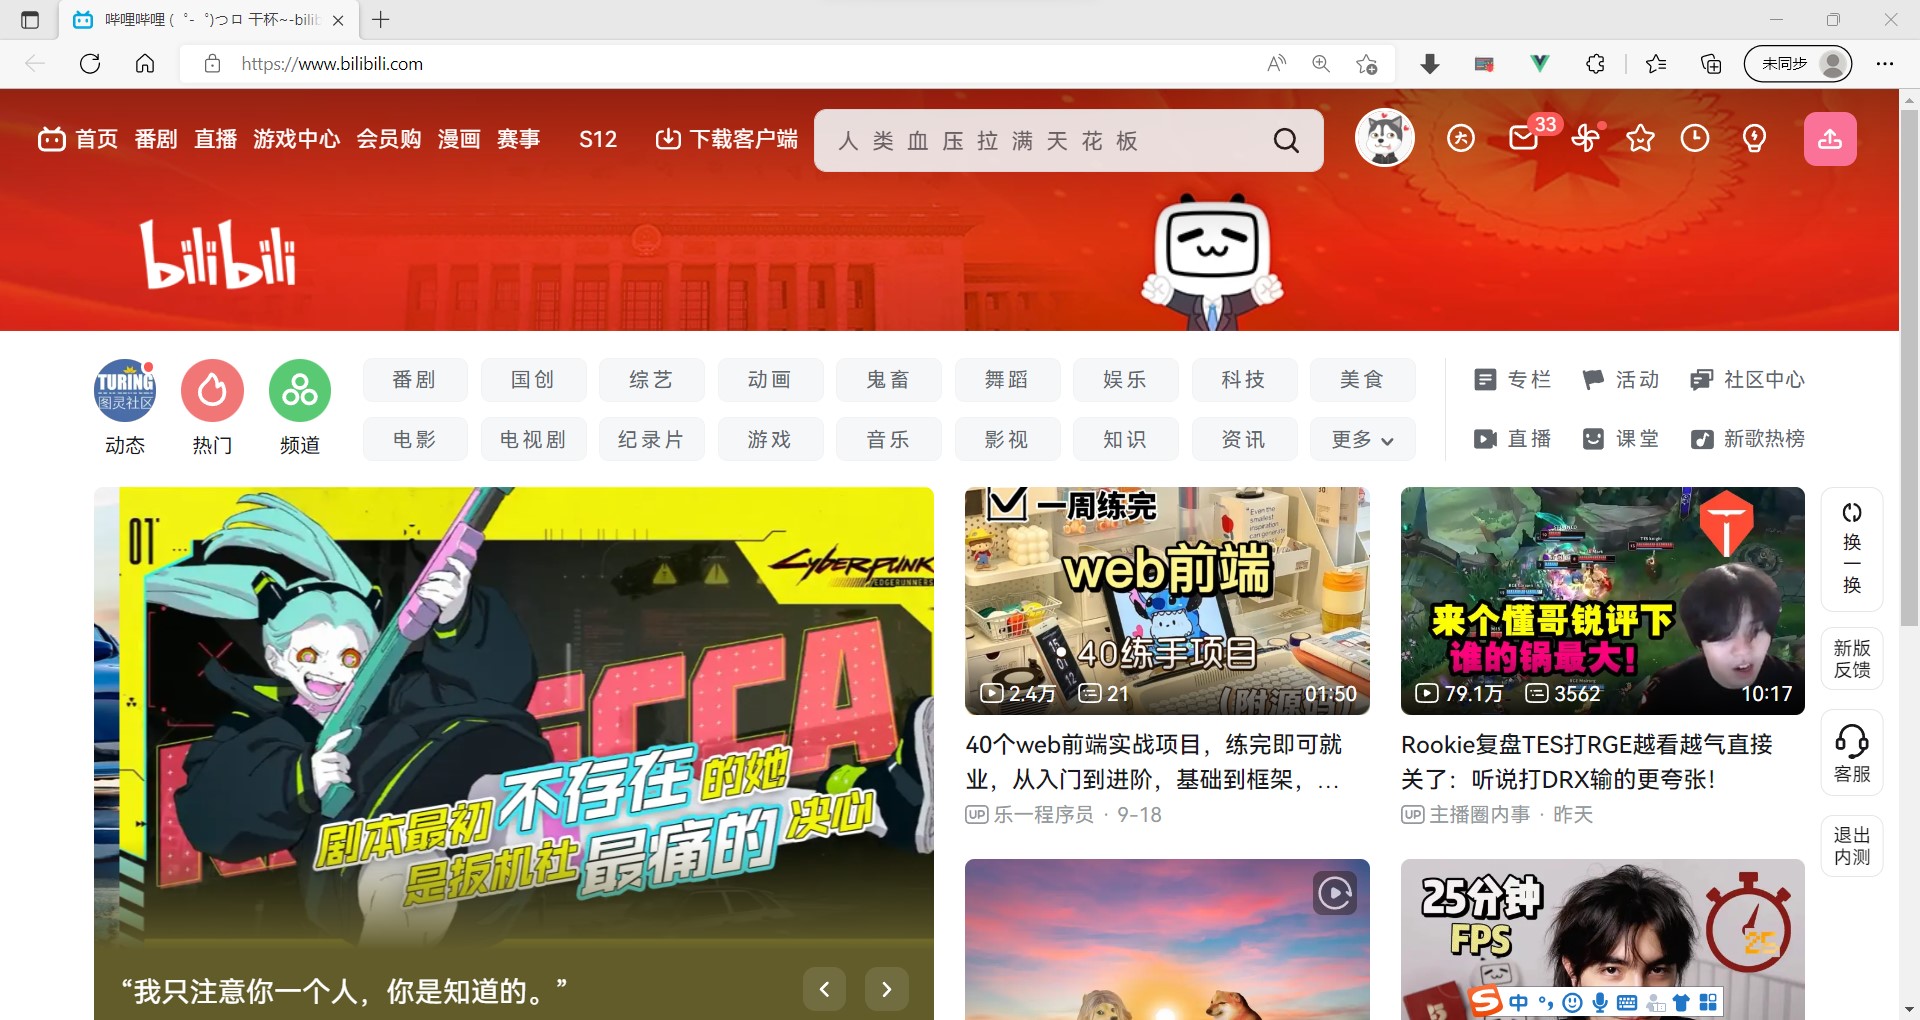 哔哩哔哩 (゜-゜)つロ 干杯~-bilib
https://www.bilibili.com
未同步
首页 番剧 直播 游戏中心 会员购 漫画 赛事 S12 下载客户端
人类血压拉满天花板
33
bilibili
TURING
图灵社区
动态 热门 频道
番剧 国创 综艺 动画 鬼畜 舞蹈 娱乐 科技 美食
电影 电视剧 纪录片 游戏 音乐 影视 知识 资讯 更多
专栏 活动 社区中心
直播 课堂 新歌热榜
01
CYBERPUNK
EDGERUNNERS
剧本最初不存在的她
是扳机社最痛的决心
“我只注意你一个人，你是知道的。”
一周练完
web前端
40练手项目
(附源码)
2.4万 21 01:50
40个web前端实战项目，练完即可就
业，从入门到进阶，基础到框架，…
UP 乐一程序员 · 9-18
来个懂哥锐评下
谁的锅最大！
79.1万 3562 10:17
Rookie复盘TES打RGE越看越气直接
关了：听说打DRX输的更夸张！
UP 主播圈内事 · 昨天
25分钟
FPS
25
换
一
换
新版
反馈
客服
退出
内测
S 中